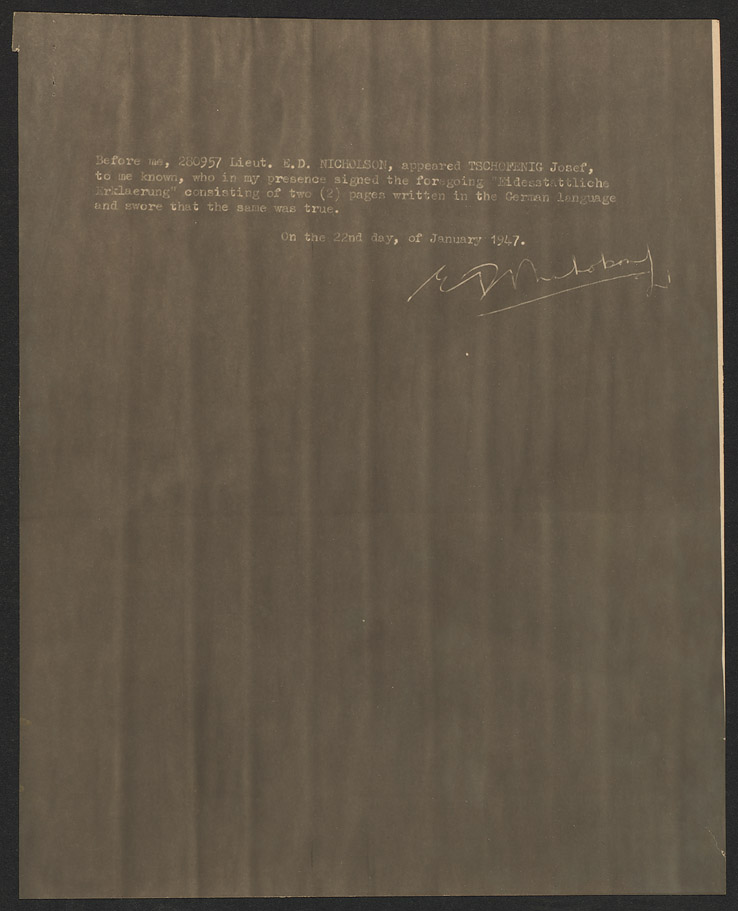 Before me, 280957 Lieut. E.D. NICHOLSON, appeared TSCHOFENIG Josef,
to me known, who in my presence signed the foregoing "Eidesstattliche
Erklaerung" consisting of two (2) pages written in the German language
and swore that the same was true.
On the 22nd day, of January 1947.
E D Nicholson